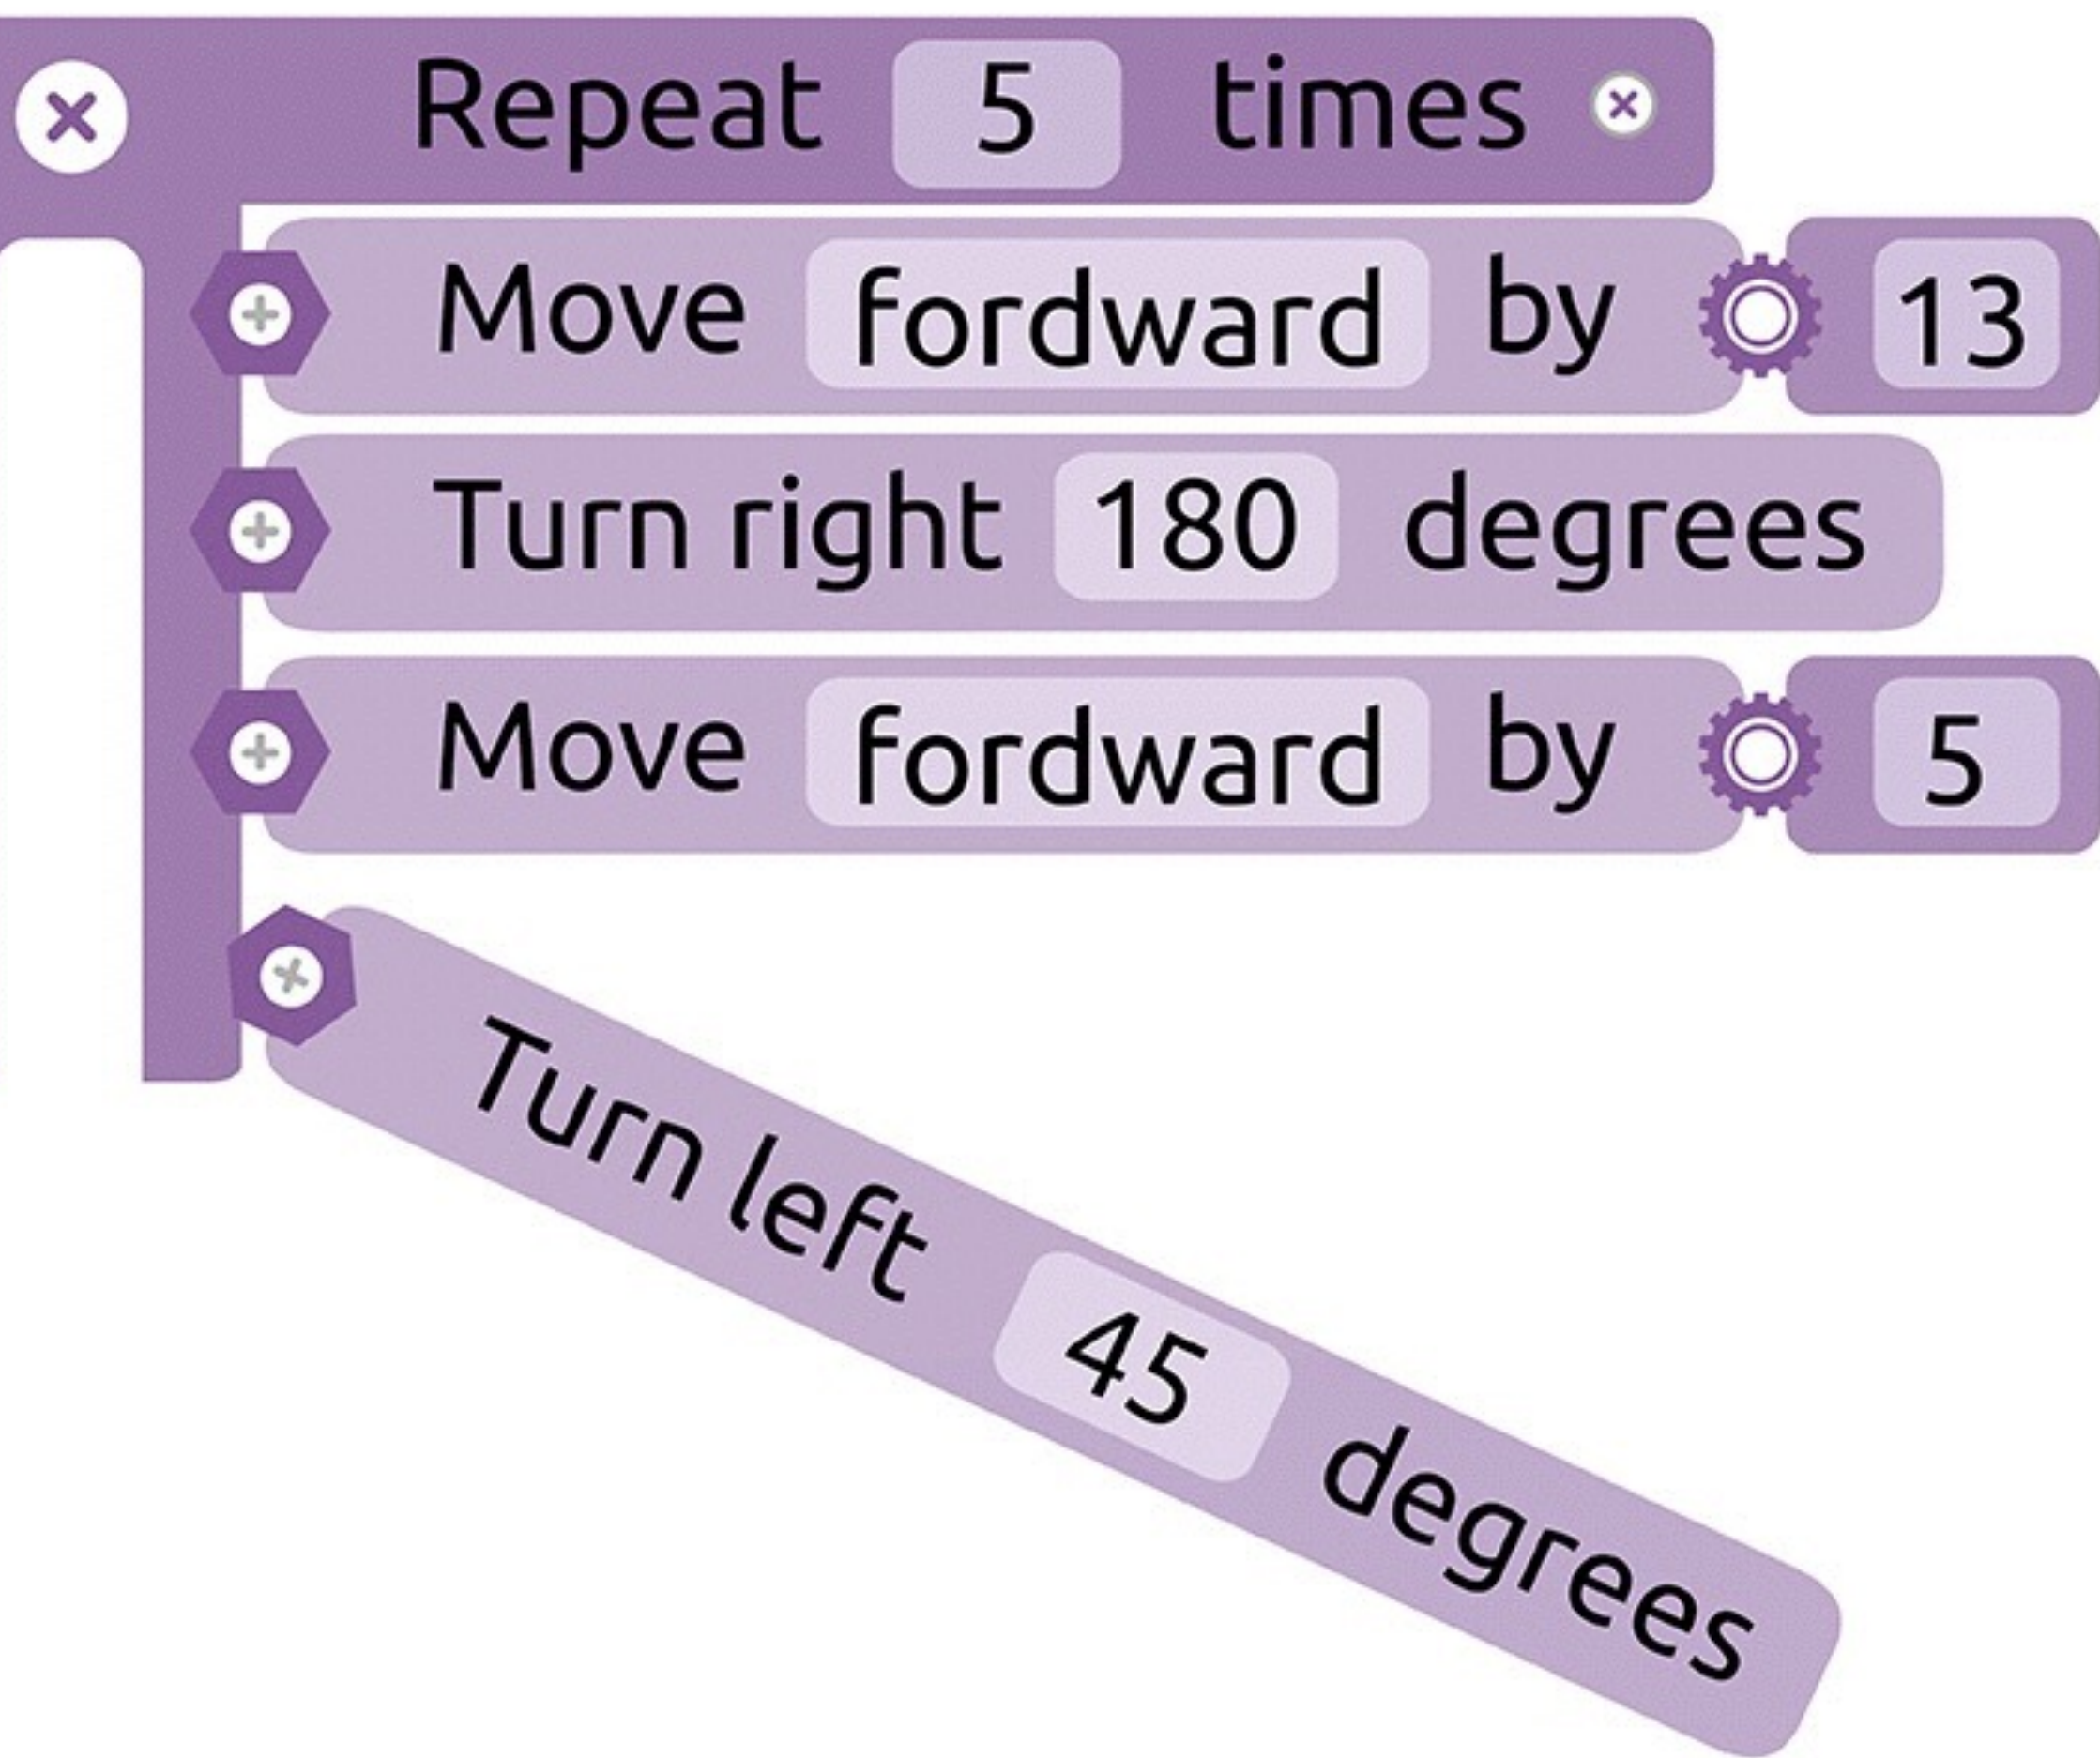 Repeat 5 times
Move fordward by 13
Turn right 180 degrees
Move fordward by 5
Turn left 45 degrees